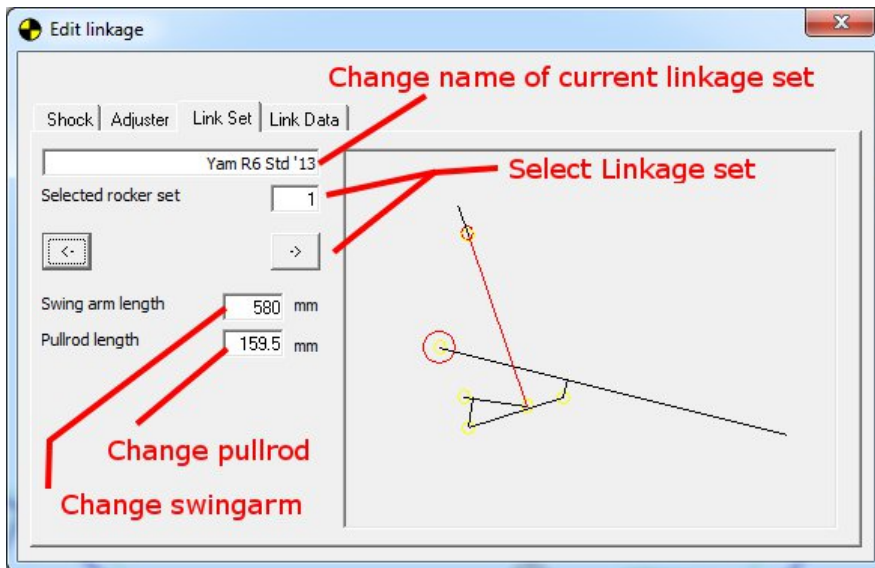 Edit linkage
Change name of current linkage set
Shock Adjuster Link Set Link Data
Yam R6 Std '13
Select Linkage set
Selected rocker set 1
<- ->
Swing arm length 580 mm
Pullrod length 159.5 mm
Change pullrod
Change swingarm